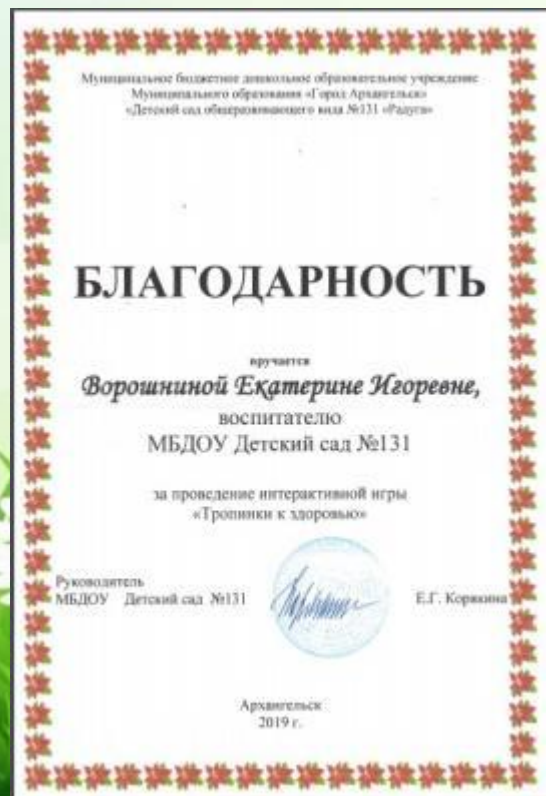 Муниципальное бюджетное дошкольное образовательное учреждение
Муниципального образования «Город Архангельск»
«Детский сад общеразвивающего вида №131 «Радуга»
БЛАГОДАРНОСТЬ
вручается
Ворошниной Екатерине Игоревне,
воспитателю
МБДОУ Детский сад №131
за проведение интерактивной игры
«Тропинки к здоровью»
Руководитель
МБДОУ Детский сад №131
Е.Г. Корякина
Архангельск
2019 г.